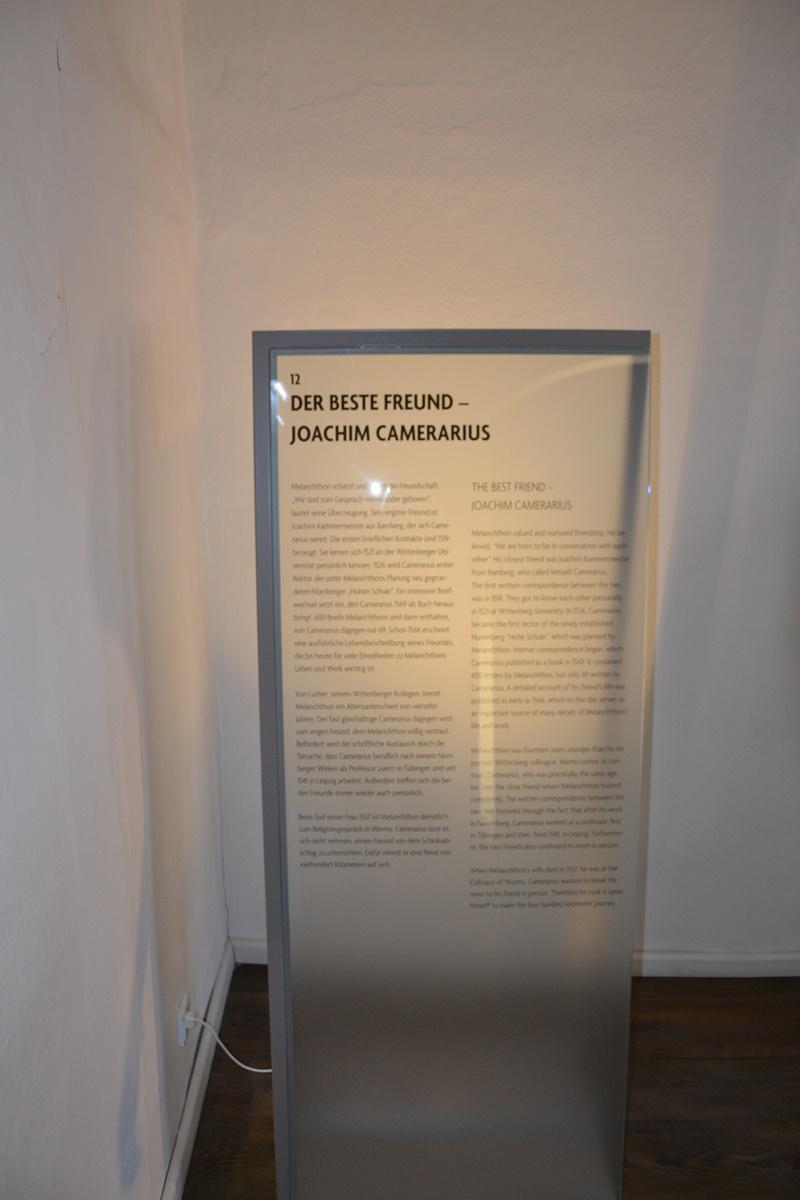 12
DER BESTE FREUND –
JOACHIM CAMERARIUS
Melanchthon schätzt und die Freundschaft.
„Wir sind zum Gespräch miteinander geboren“,
lautet seine Überzeugung. Sein engster Freund ist
Joachim Kammermeister aus Bamberg, der sich Came-
rarius nennt. Die ersten brieflichen Kontakte sind 1519
bezeugt. Sie lernen sich 1521 an der Wittenberger Uni-
versität persönlich kennen. 1526 wird Camerarius erster
Rektor der unter Melanchthons Planung neu gegrün-
deten Nürnberger „Hohen Schule“. Ein intensiver Brief-
wechsel setzt ein, den Camerarius 1569 als Buch heraus-
bringt. 600 Briefe Melanchthons sind darin enthalten,
von Camerarius dagegen nur 69. Schon 1566 erscheint
eine ausführliche Lebensbeschreibung seines Freundes,
die bis heute für viele Einzelheiten zu Melanchthons
Leben und Werk wichtig ist.
Von Luther, seinem Wittenberger Kollegen, trennt
Melanchthon ein Altersunterschied von vierzehn
Jahren. Der fast gleichaltrige Camerarius dagegen wird
zum engen Freund, dem Melanchthon völlig vertraut.
Befördert wird der schriftliche Austausch durch die
Tatsache, dass Camerarius beruflich nach seinem Nürn-
berger Wirken als Professor zuerst in Tübingen und seit
1541 in Leipzig arbeitet. Außerdem treffen sich die bei-
den Freunde immer wieder auch persönlich.
Beim Tod seiner Frau 1557 ist Melanchthon dienstlich
zum Religionsgespräch in Worms. Camerarius lässt es
sich nicht nehmen, seinen Freund von dem Schicksals-
schlag zu unterrichten. Dafür nimmt er eine Reise von
vierhundert Kilometern auf sich.
THE BEST FRIEND –
JOACHIM CAMERARIUS
Melanchthon valued and nurtured friendship. He be-
lieved, “We are born to be in conversation with each
other.” His closest friend was Joachim Kammermeister
from Bamberg, who called himself Camerarius.
The first written correspondence between the two
was in 1519. They got to know each other personally
in 1521 at Wittenberg University. In 1526, Camerarius
became the first rector of the newly established
Nuremberg “Hohe Schule,” which was planned by
Melanchthon. Intense correspondence began, which
Camerarius published as a book in 1569. It contained
600 letters by Melanchthon, but only 69 written by
Camerarius. A detailed account of his friend’s life was
published as early as 1566, which to this day serves as
an important source of many details of Melanchthon’s
life and work.
Melanchthon was fourteen years younger than his im-
portant Wittenberg colleague, Martin Luther. In con-
trast, Camerarius, who was practically the same age,
became the close friend whom Melanchthon trusted
completely. The written correspondence between the
two was fostered through the fact that after his work
in Nuremberg, Camerarius worked as a professor, first
in Tübingen and then, from 1541, in Leipzig. Furthermo-
re, the two friends also continued to meet in person.
When Melanchthon’s wife died in 1557, he was at the
Colloquy of Worms. Camerarius wanted to break the
news to his friend in person. Therefore he took it upon
himself to make the four hundred kilometer journey.